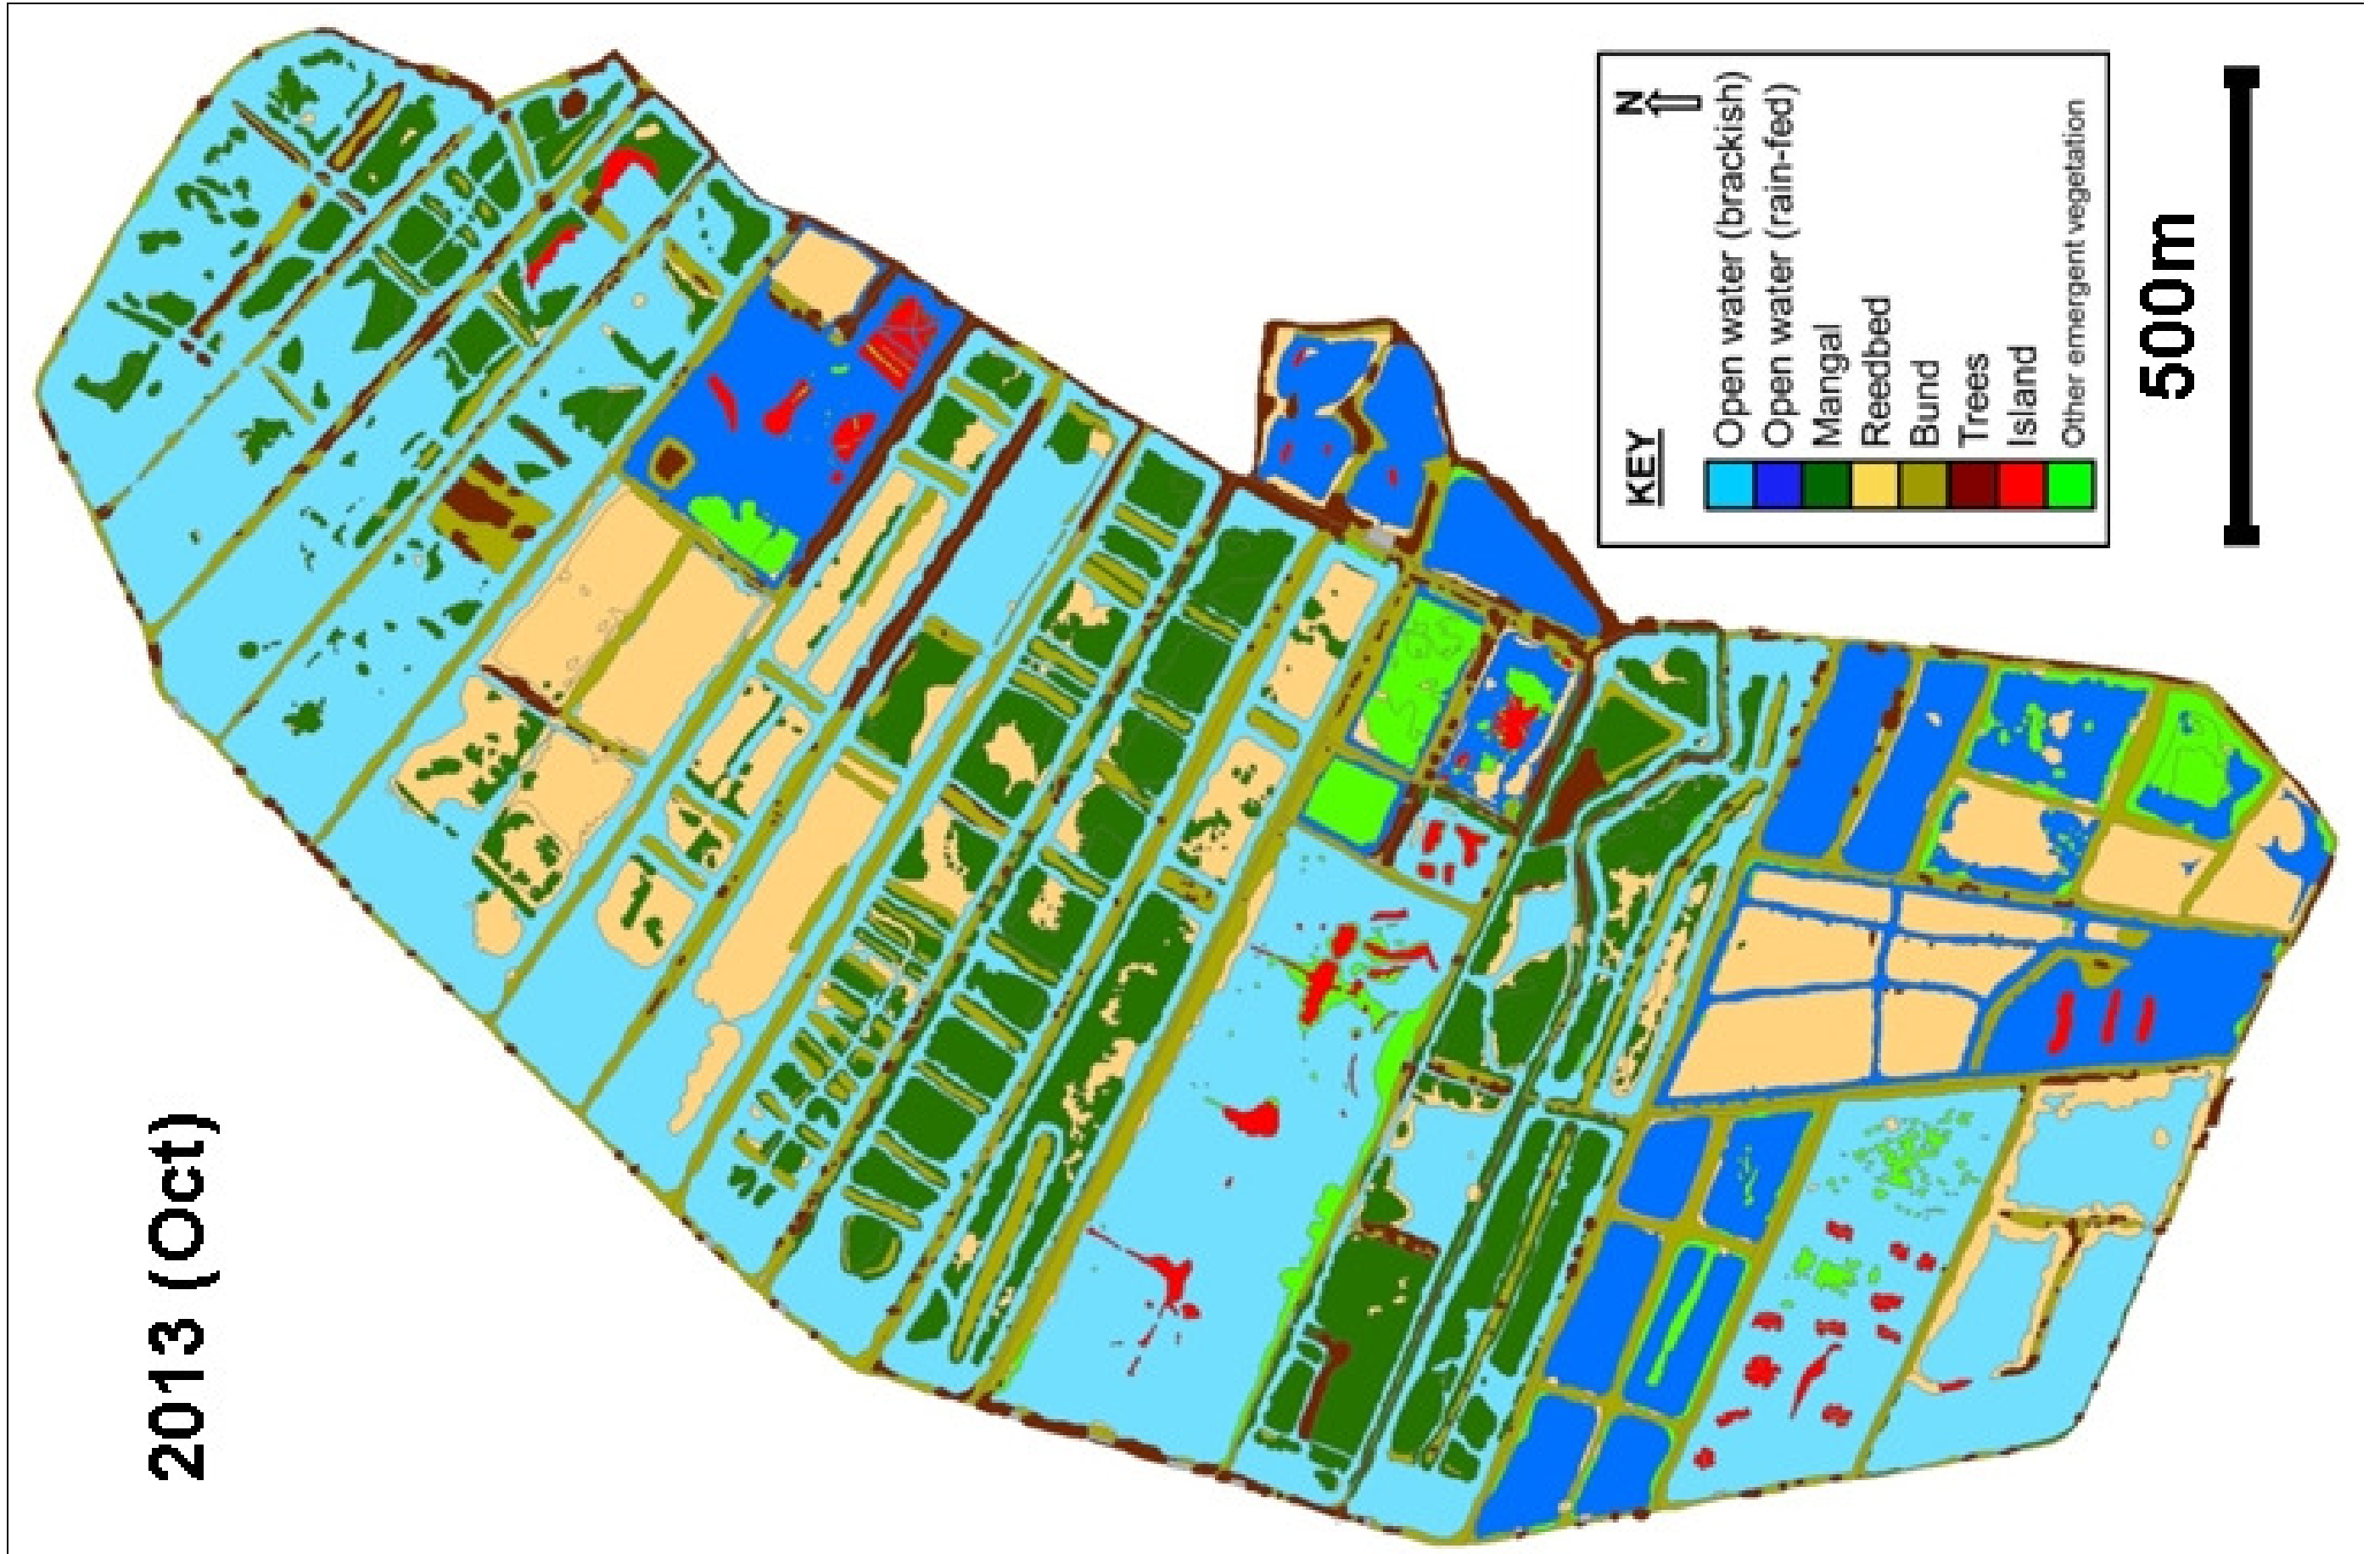 2013 (Oct)
KEY
N
Open water (brackish)
Open water (rain-fed)
Mangal
Reedbed
Bund
Trees
Island
Other emergent vegetation
500m